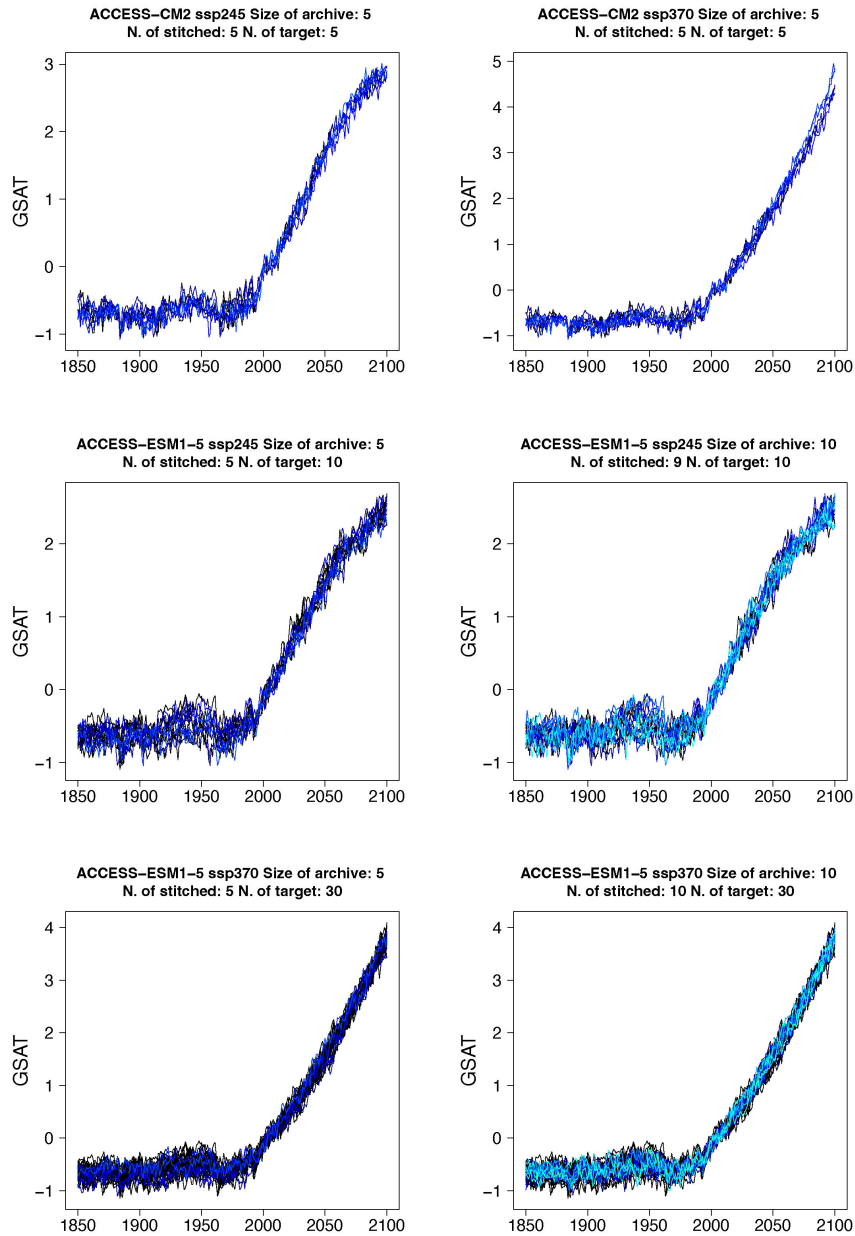 ACCESS−CM2 ssp245 Size of archive: 5
N. of stitched: 5 N. of target: 5
GSAT
3
2
1
0
−1
1850 1900 1950 2000 2050 2100
ACCESS−CM2 ssp370 Size of archive: 5
N. of stitched: 5 N. of target: 5
GSAT
5
4
3
2
1
0
−1
1850 1900 1950 2000 2050 2100
ACCESS−ESM1−5 ssp245 Size of archive: 5
N. of stitched: 5 N. of target: 10
GSAT
2
1
0
−1
1850 1900 1950 2000 2050 2100
ACCESS−ESM1−5 ssp245 Size of archive: 10
N. of stitched: 9 N. of target: 10
GSAT
2
1
0
−1
1850 1900 1950 2000 2050 2100
ACCESS−ESM1−5 ssp370 Size of archive: 5
N. of stitched: 5 N. of target: 30
GSAT
4
3
2
1
0
−1
1850 1900 1950 2000 2050 2100
ACCESS−ESM1−5 ssp370 Size of archive: 10
N. of stitched: 10 N. of target: 30
GSAT
4
3
2
1
0
−1
1850 1900 1950 2000 2050 2100